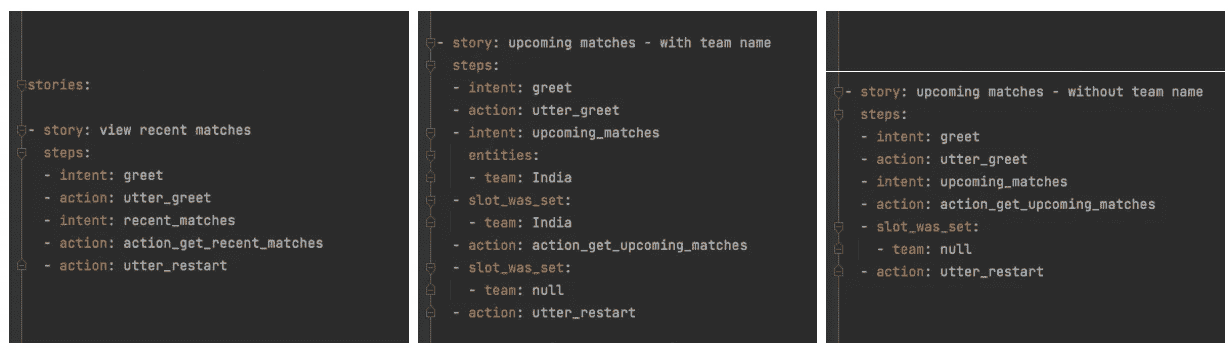 stories:
- story: view recent matches
steps:
- intent: greet
- action: utter_greet
- intent: recent_matches
- action: action_get_recent_matches
- action: utter_restart
- story: upcoming matches - with team name
steps:
- intent: greet
- action: utter_greet
- intent: upcoming_matches
entities:
- team: India
- slot_was_set:
- team: India
- action: action_get_upcoming_matches
- slot_was_set:
- team: null
- action: utter_restart
- story: upcoming matches - without team name
steps:
- intent: greet
- action: utter_greet
- intent: upcoming_matches
- action: action_get_upcoming_matches
- slot_was_set:
- team: null
- action: utter_restart